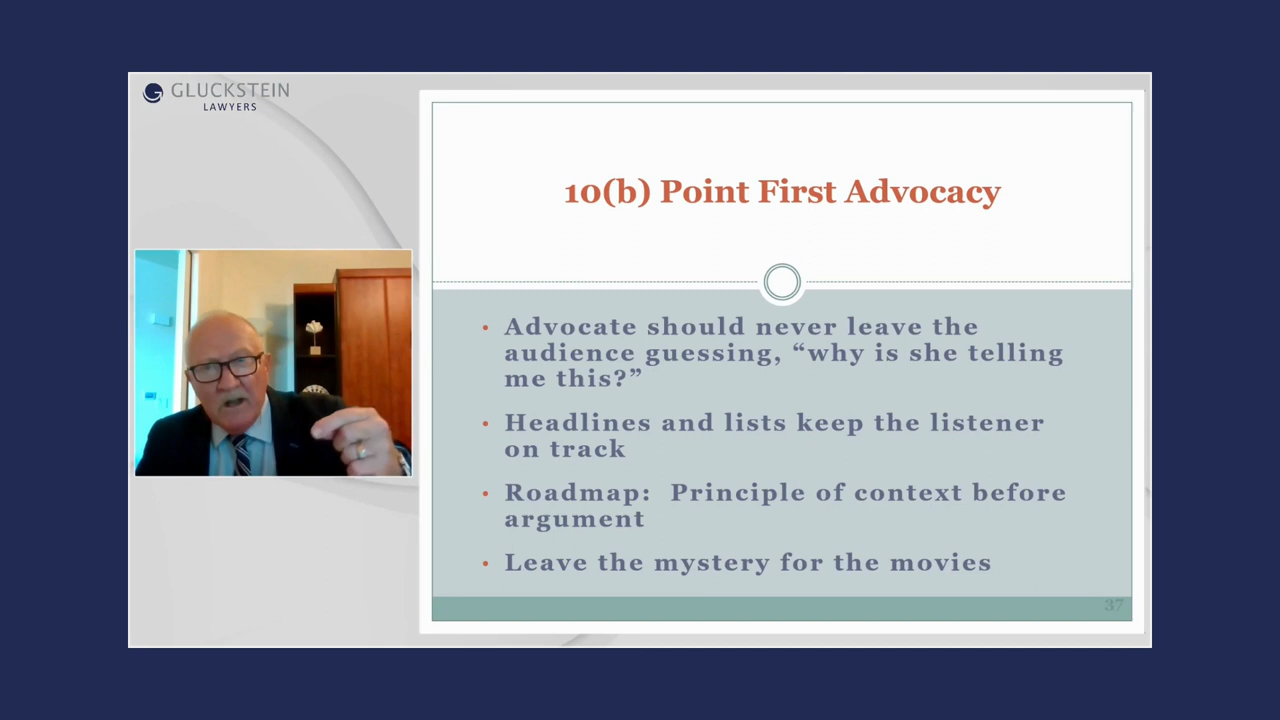 GLUCKSTEIN
LAWYERS
10(b) Point First Advocacy
• Advocate should never leave the
audience guessing, “why is she telling
me this?”
• Headlines and lists keep the listener
on track
• Roadmap: Principle of context before
argument
• Leave the mystery for the movies
37